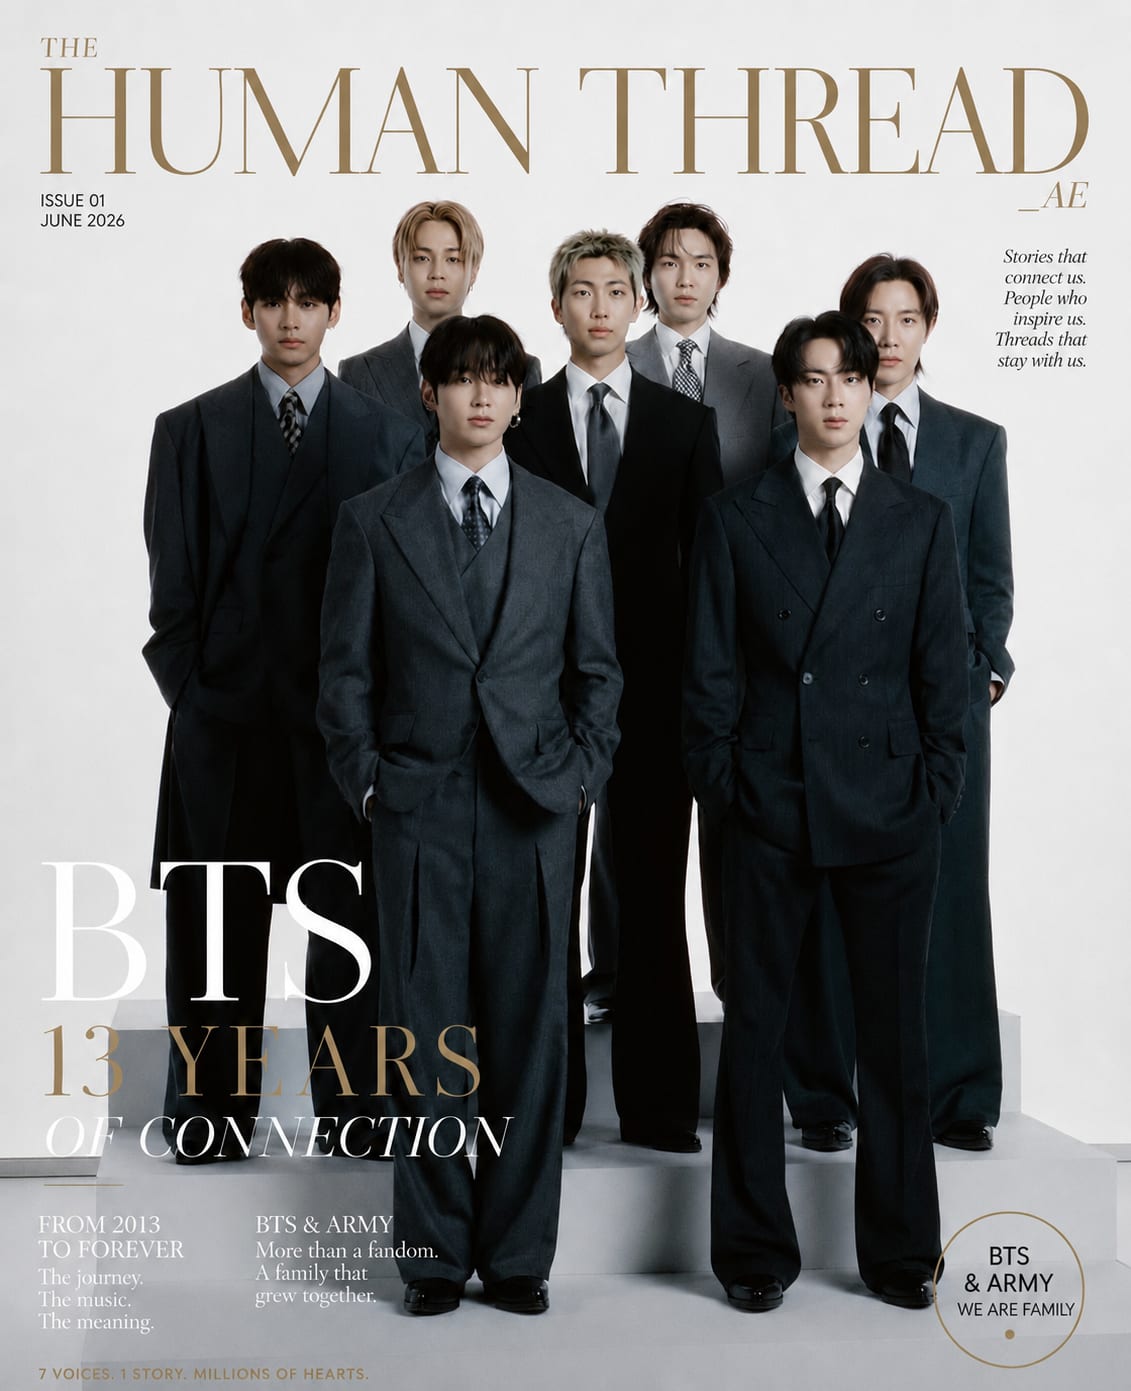 THE
HUMAN THREAD
_AE
ISSUE 01
JUNE 2026
Stories that
connect us.
People who
inspire us.
Threads that
stay with us.
BTS
13 YEARS
OF CONNECTION
FROM 2013
TO FOREVER
The journey.
The music.
The meaning.
BTS & ARMY
More than a fandom.
A family that
grew together.
BTS
& ARMY
WE ARE FAMILY
7 VOICES. 1 STORY. MILLIONS OF HEARTS.